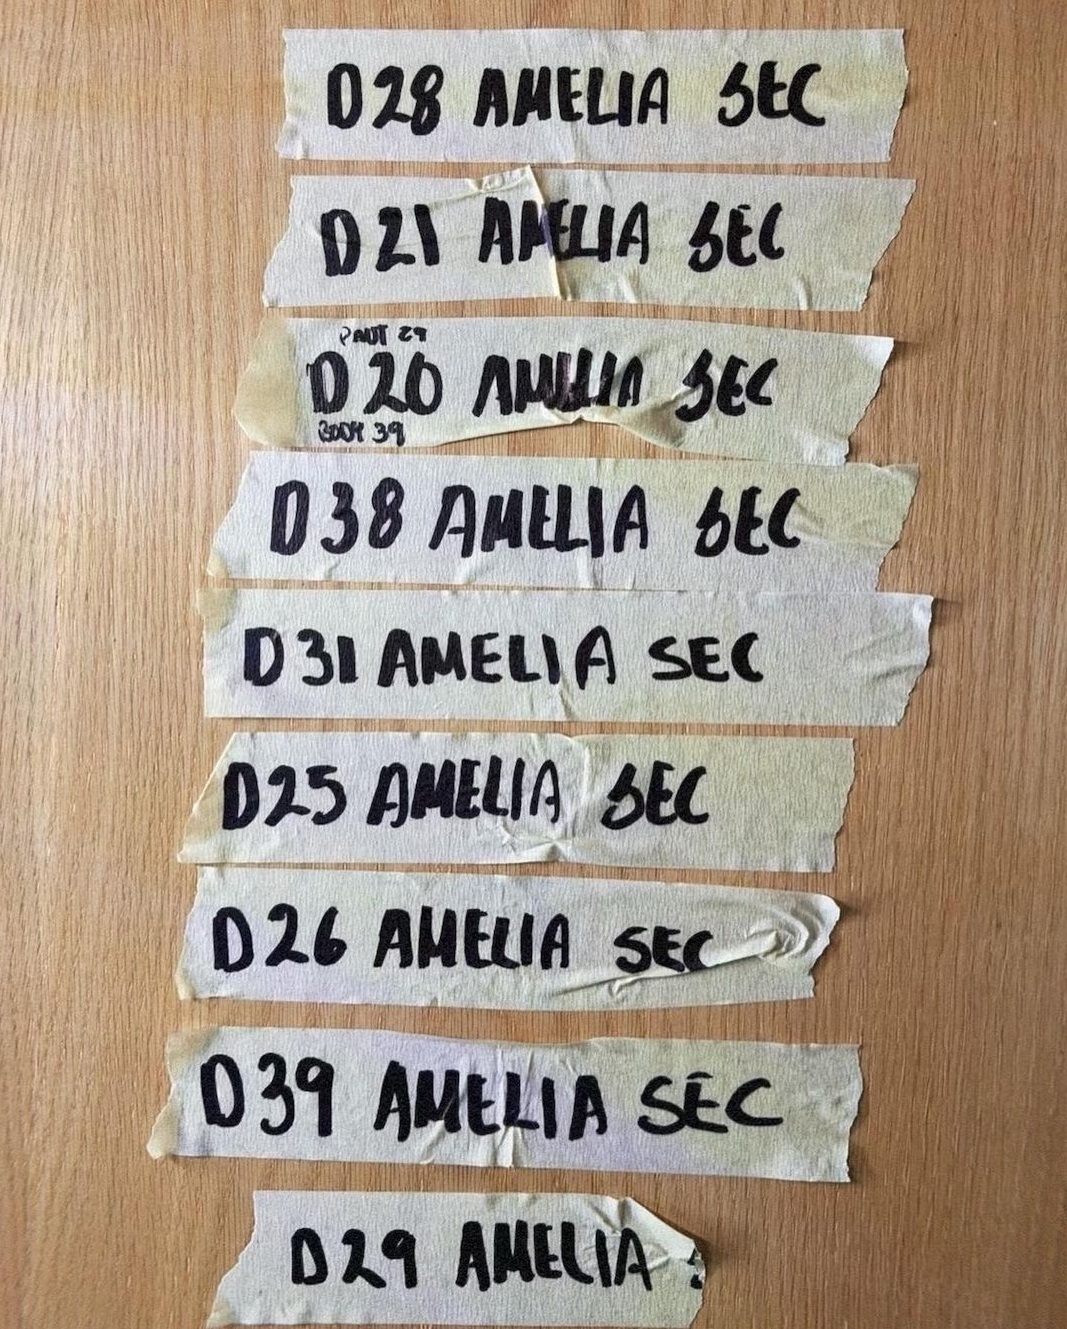 D28 AMELIA SEC
D21 AMELIA SEC
PAUT 29
D20 AMELIA SEC
BODY 39
D38 AMELIA SEC
D31 AMELIA SEC
D25 AMELIA SEC
D26 AMELIA SEC
D39 AMELIA SEC
D29 AMELIA